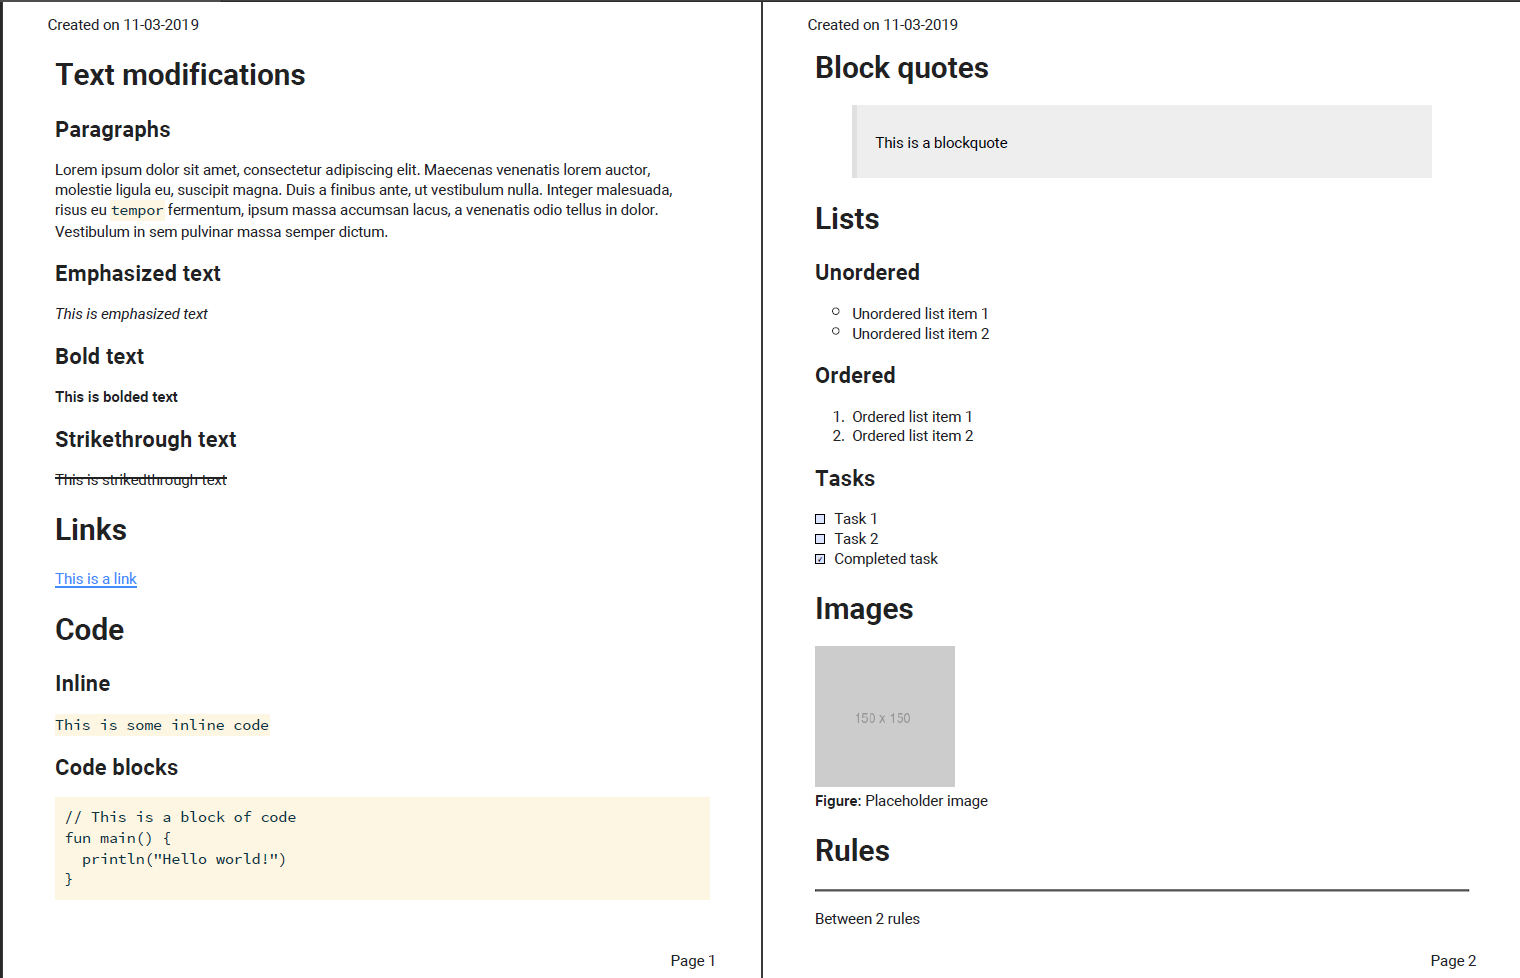 Created on 11-03-2019
Text modifications
Paragraphs
Lorem ipsum dolor sit amet, consectetur adipiscing elit. Maecenas venenatis lorem auctor,
molestie ligula eu, suscipit magna. Duis a finibus ante, ut vestibulum nulla. Integer malesuada,
risus eu tempor fermentum, ipsum massa accumsan lacus, a venenatis odio tellus in dolor.
Vestibulum in sem pulvinar massa semper dictum.
Emphasized text
This is emphasized text
Bold text
This is bolded text
Strikethrough text
This is strikedthrough text
Links
This is a link
Code
Inline
This is some inline code
Code blocks
// This is a block of code
fun main() {
  println("Hello world!")
}
Page 1
Created on 11-03-2019
Block quotes
This is a blockquote
Lists
Unordered
Unordered list item 1
Unordered list item 2
Ordered
1. Ordered list item 1
2. Ordered list item 2
Tasks
Task 1
Task 2
Completed task
Images
150 x 150
Figure: Placeholder image
Rules
Between 2 rules
Page 2